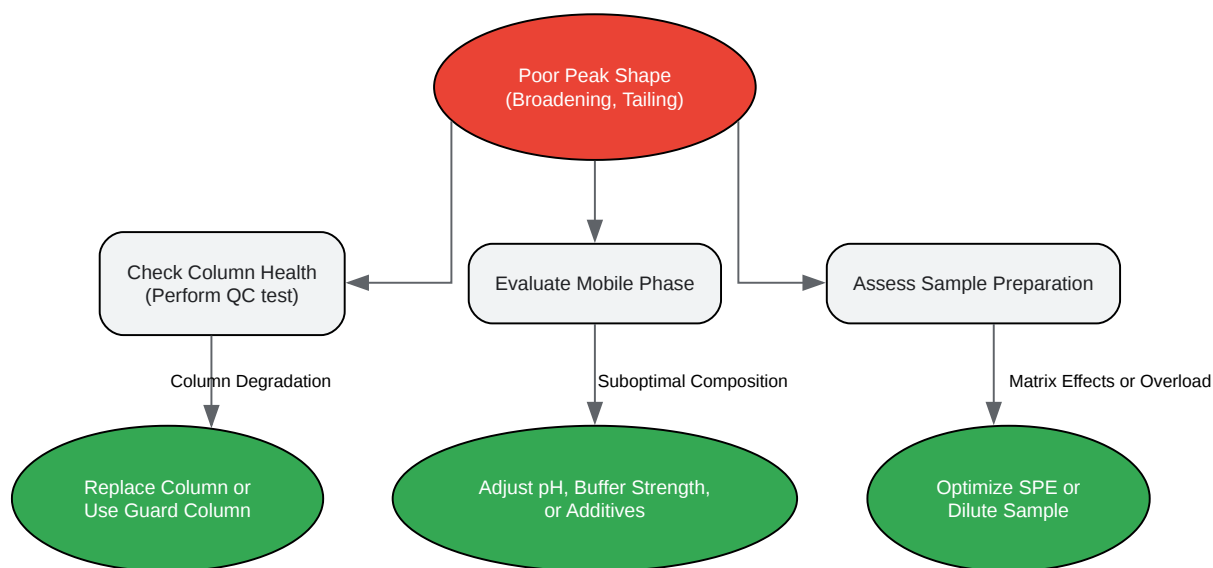 Poor Peak Shape
(Broadening, Tailing)
Check Column Health
(Perform QC test)
Evaluate Mobile Phase
Assess Sample Preparation
Column Degradation
Suboptimal Composition
Matrix Effects or Overload
Replace Column or
Use Guard Column
Adjust pH, Buffer Strength,
or Additives
Optimize SPE or
Dilute Sample